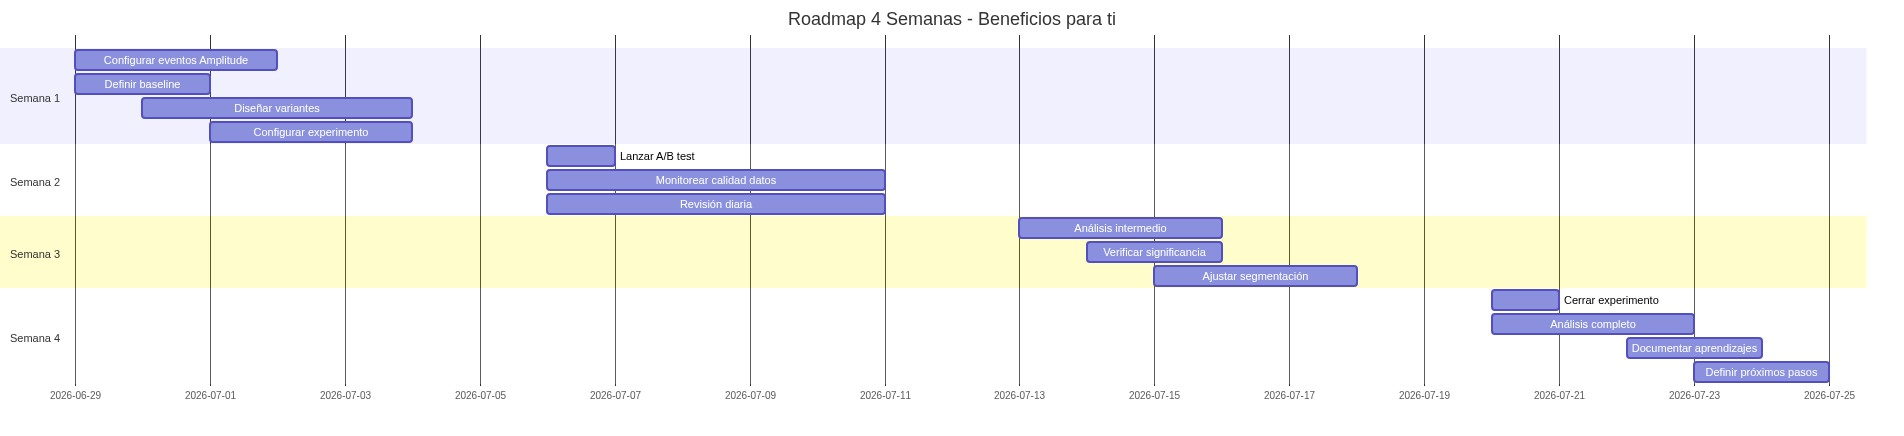 Roadmap 4 Semanas - Beneficios para ti
Semana 1
Configurar eventos Amplitude
Definir baseline
Diseñar variantes
Configurar experimento
Semana 2
Lanzar A/B test
Monitorear calidad datos
Revisión diaria
Semana 3
Análisis intermedio
Verificar significancia
Ajustar segmentación
Semana 4
Cerrar experimento
Análisis completo
Documentar aprendizajes
Definir próximos pasos
2026-06-29 2026-07-01 2026-07-03 2026-07-05 2026-07-07 2026-07-09 2026-07-11 2026-07-13 2026-07-15 2026-07-17 2026-07-19 2026-07-21 2026-07-23 2026-07-25